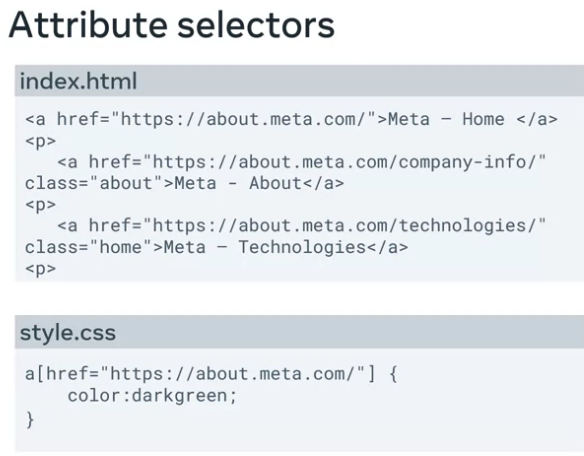 Attribute selectors
index.html
<a href="https://about.meta.com/">Meta – Home </a>
<p>
<a href="https://about.meta.com/company-info/"
class="about">Meta - About</a>
<p>
<a href="https://about.meta.com/technologies/"
class="home">Meta – Technologies</a>
<p>
style.css
a[href="https://about.meta.com/"] {
color:darkgreen;
}